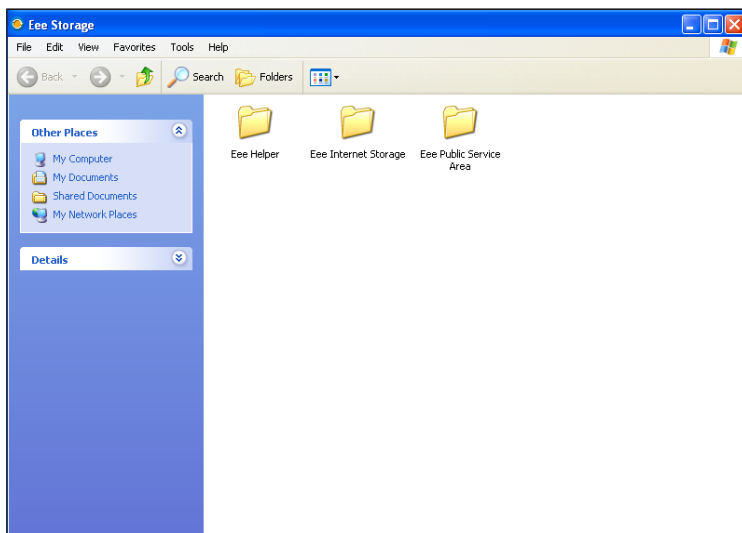 Eee Storage
File Edit View Favorites Tools Help
Back Search Folders
Other Places
My Computer
My Documents
Shared Documents
My Network Places
Details
Eee Helper Eee Internet Storage Eee Public Service
Area